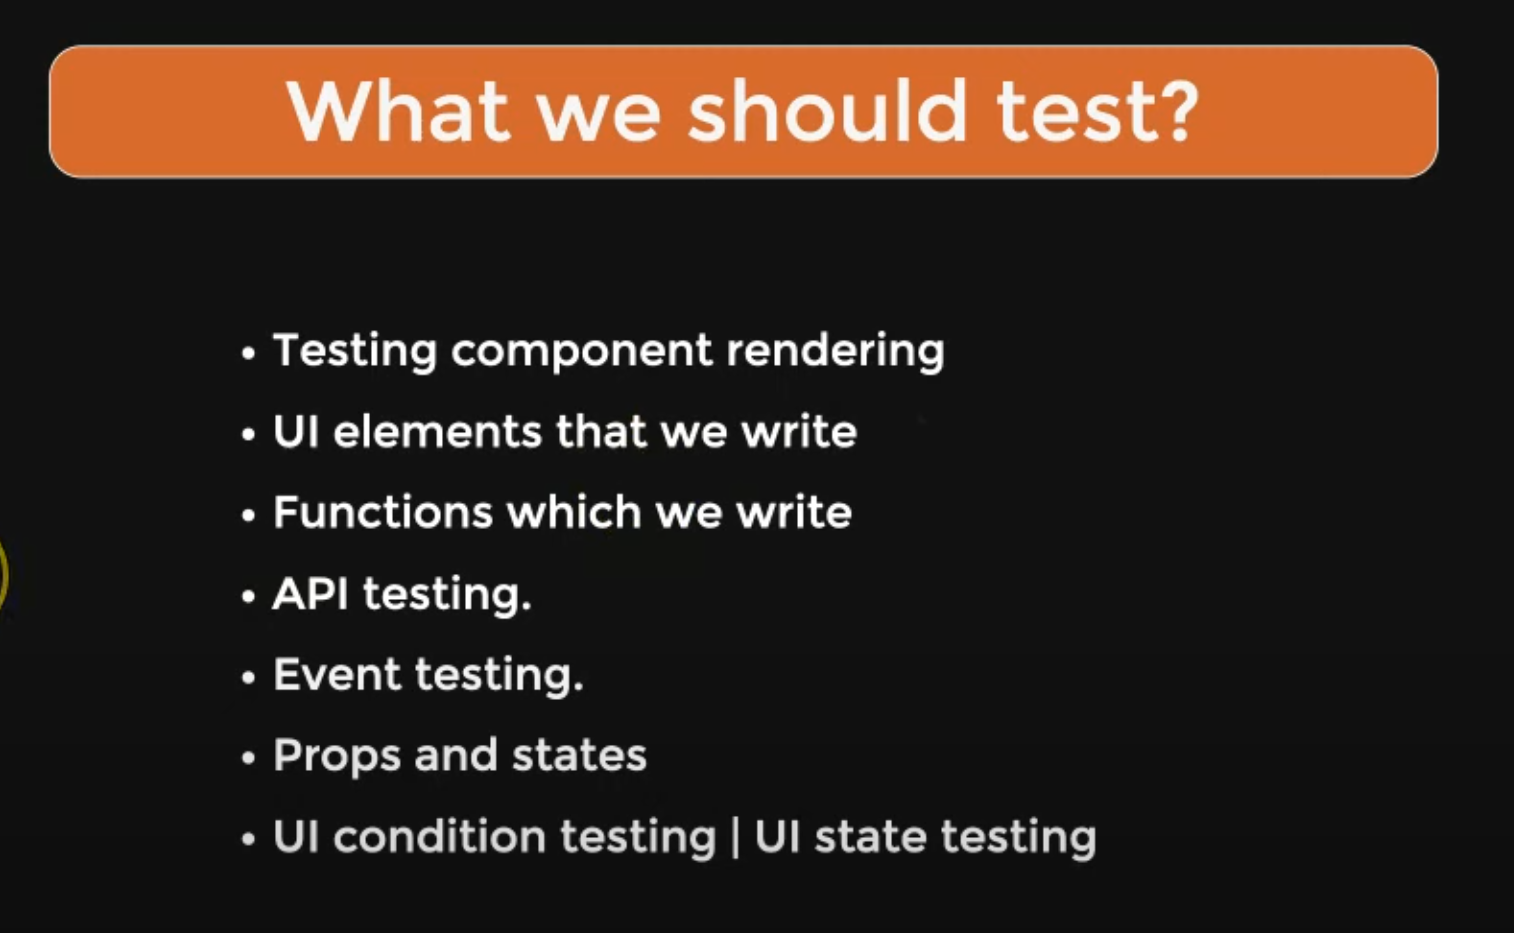 What we should test?
• Testing component rendering
• UI elements that we write
• Functions which we write
• API testing.
• Event testing.
• Props and states
• UI condition testing | UI state testing